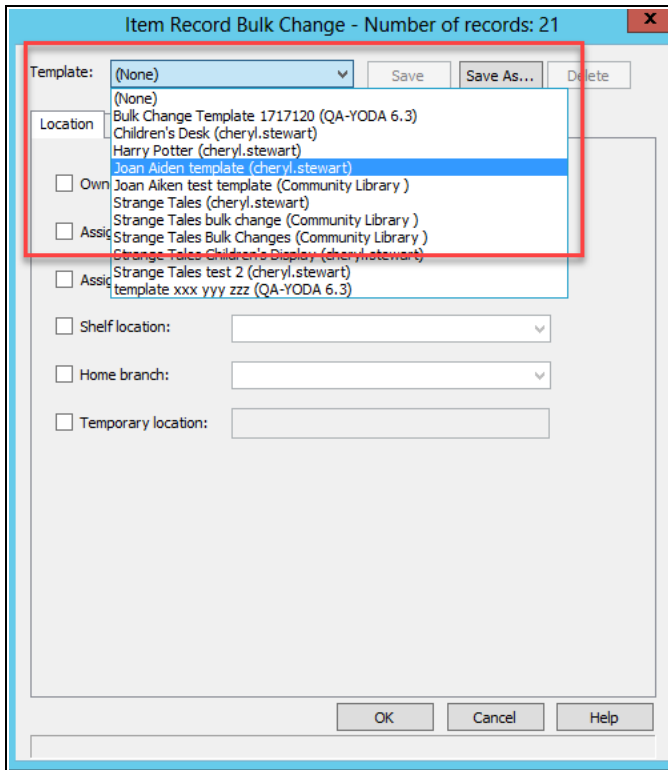 Item Record Bulk Change - Number of records: 21
x
Template: (None) Save Save As... Delete
(None)
Bulk Change Template 1717120 (QA-YODA 6.3)
Children's Desk (cheryl.stewart)
Harry Potter (cheryl.stewart)
Joan Aiden template (cheryl.stewart)
Joan Aiken test template (Community Library )
Strange Tales (cheryl.stewart)
Strange Tales bulk change (Community Library )
Strange Tales Bulk Changes (Community Library )
Strange Tales Children's Display (cheryl.stewart)
Strange Tales test 2 (cheryl.stewart)
template xxx yyy zzz (QA-YODA 6.3)
Location
Own
Assig
Assig
Shelf location:
Home branch:
Temporary location:
OK Cancel Help